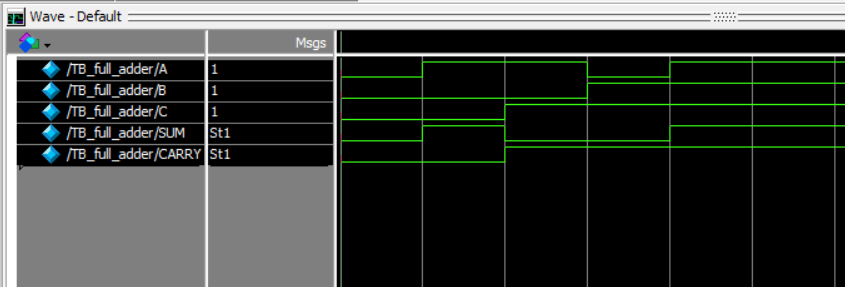 Wave - Default
Msgs
/TB_full_adder/A 1
/TB_full_adder/B 1
/TB_full_adder/C 1
/TB_full_adder/SUM St1
/TB_full_adder/CARRY St1